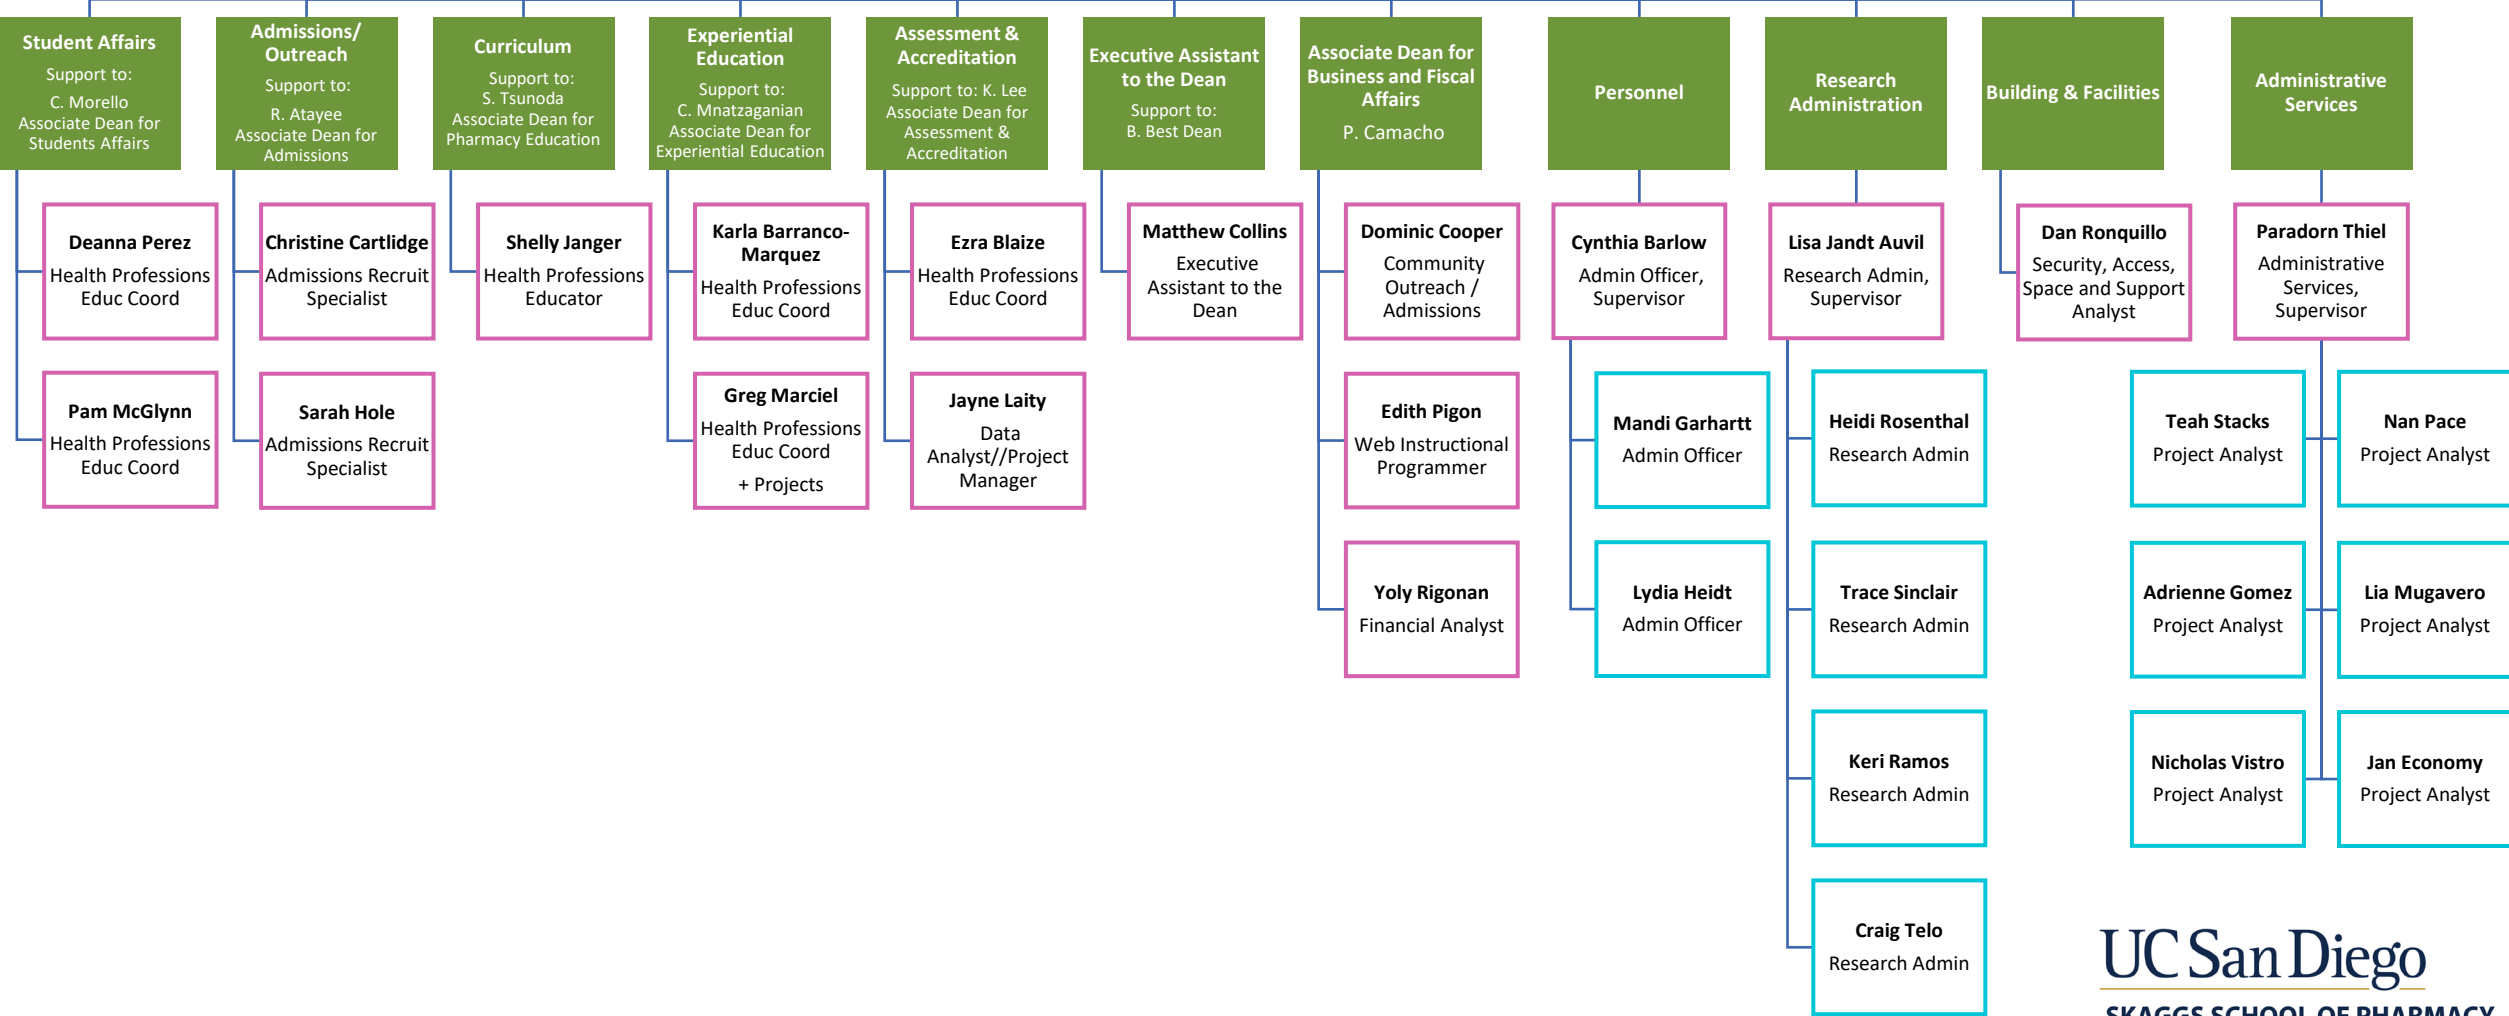 Student Affairs
Support to:
C. Morello
Associate Dean for
Students Affairs
Admissions/
Outreach
Support to:
R. Atayee
Associate Dean for
Admissions
Curriculum
Support to:
S. Tsunoda
Associate Dean for
Pharmacy Education
Experiential
Education
Support to:
C. Mnatzaganian
Associate Dean for
Experiential Education
Assessment &
Accreditation
Support to: K. Lee
Associate Dean for
Assessment &
Accreditation
Executive Assistant
to the Dean
Support to:
B. Best Dean
Associate Dean for
Business and Fiscal
Affairs
P. Camacho
Personnel
Research
Administration
Building & Facilities
Administrative
Services
Deanna Perez
Health Professions
Educ Coord
Christine Cartlidge
Admissions Recruit
Specialist
Shelly Janger
Health Professions
Educator
Karla Barranco-
Marquez
Health Professions
Educ Coord
Ezra Blaize
Health Professions
Educ Coord
Matthew Collins
Executive
Assistant to the
Dean
Dominic Cooper
Community
Outreach /
Admissions
Cynthia Barlow
Admin Officer,
Supervisor
Lisa Jandt Auvil
Research Admin,
Supervisor
Dan Ronquillo
Security, Access,
Space and Support
Analyst
Paradorn Thiel
Administrative
Services,
Supervisor
Pam McGlynn
Health Professions
Educ Coord
Sarah Hole
Admissions Recruit
Specialist
Greg Marciel
Health Professions
Educ Coord
+ Projects
Jayne Laity
Data
Analyst//Project
Manager
Edith Pigon
Web Instructional
Programmer
Mandi Garhartt
Admin Officer
Heidi Rosenthal
Research Admin
Teah Stacks
Project Analyst
Nan Pace
Project Analyst
Yoly Rigonan
Financial Analyst
Lydia Heidt
Admin Officer
Trace Sinclair
Research Admin
Adrienne Gomez
Project Analyst
Lia Mugavero
Project Analyst
Keri Ramos
Research Admin
Nicholas Vistro
Project Analyst
Jan Economy
Project Analyst
Craig Telo
Research Admin
UC San Diego
SKAGGS SCHOOL OF PHARMACY